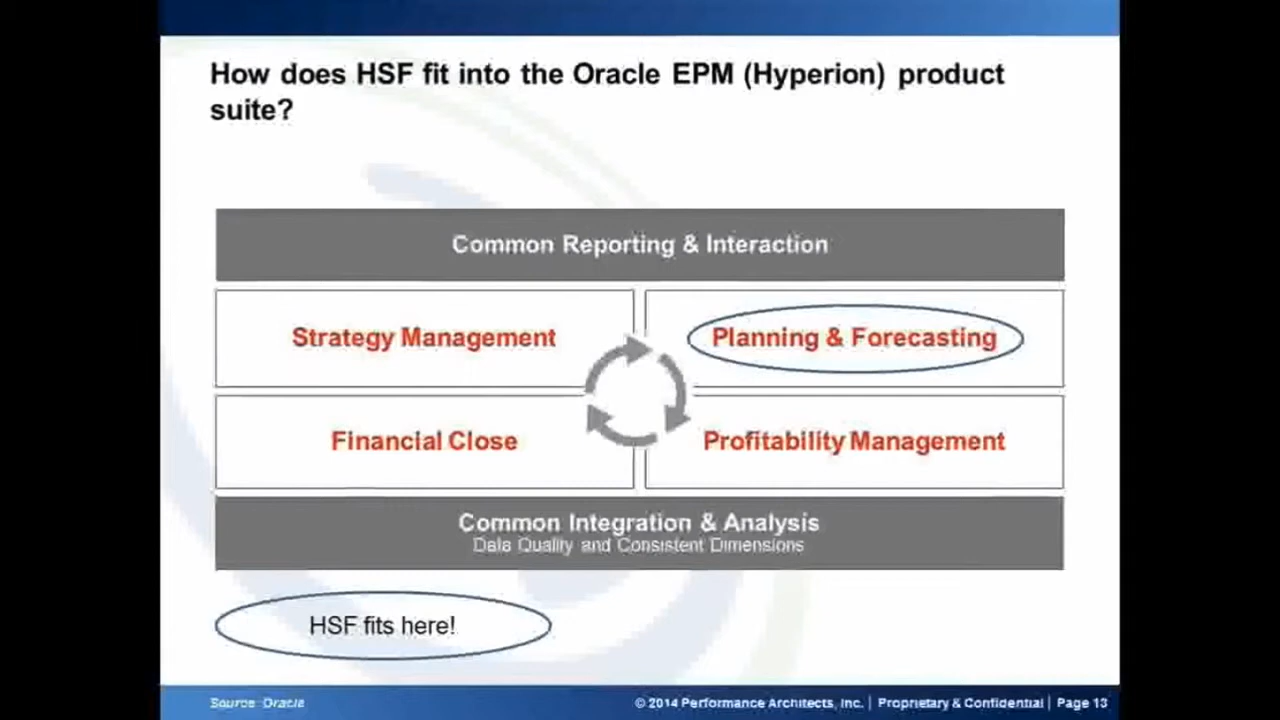 How does HSF fit into the Oracle EPM (Hyperion) product
suite?
Common Reporting & Interaction
Strategy Management
Planning & Forecasting
Financial Close
Profitability Management
Common Integration & Analysis
Data Quality and Consistent Dimensions
HSF fits here!
Source: Oracle
© 2014 Performance Architects, Inc. | Proprietary & Confidential | Page 13